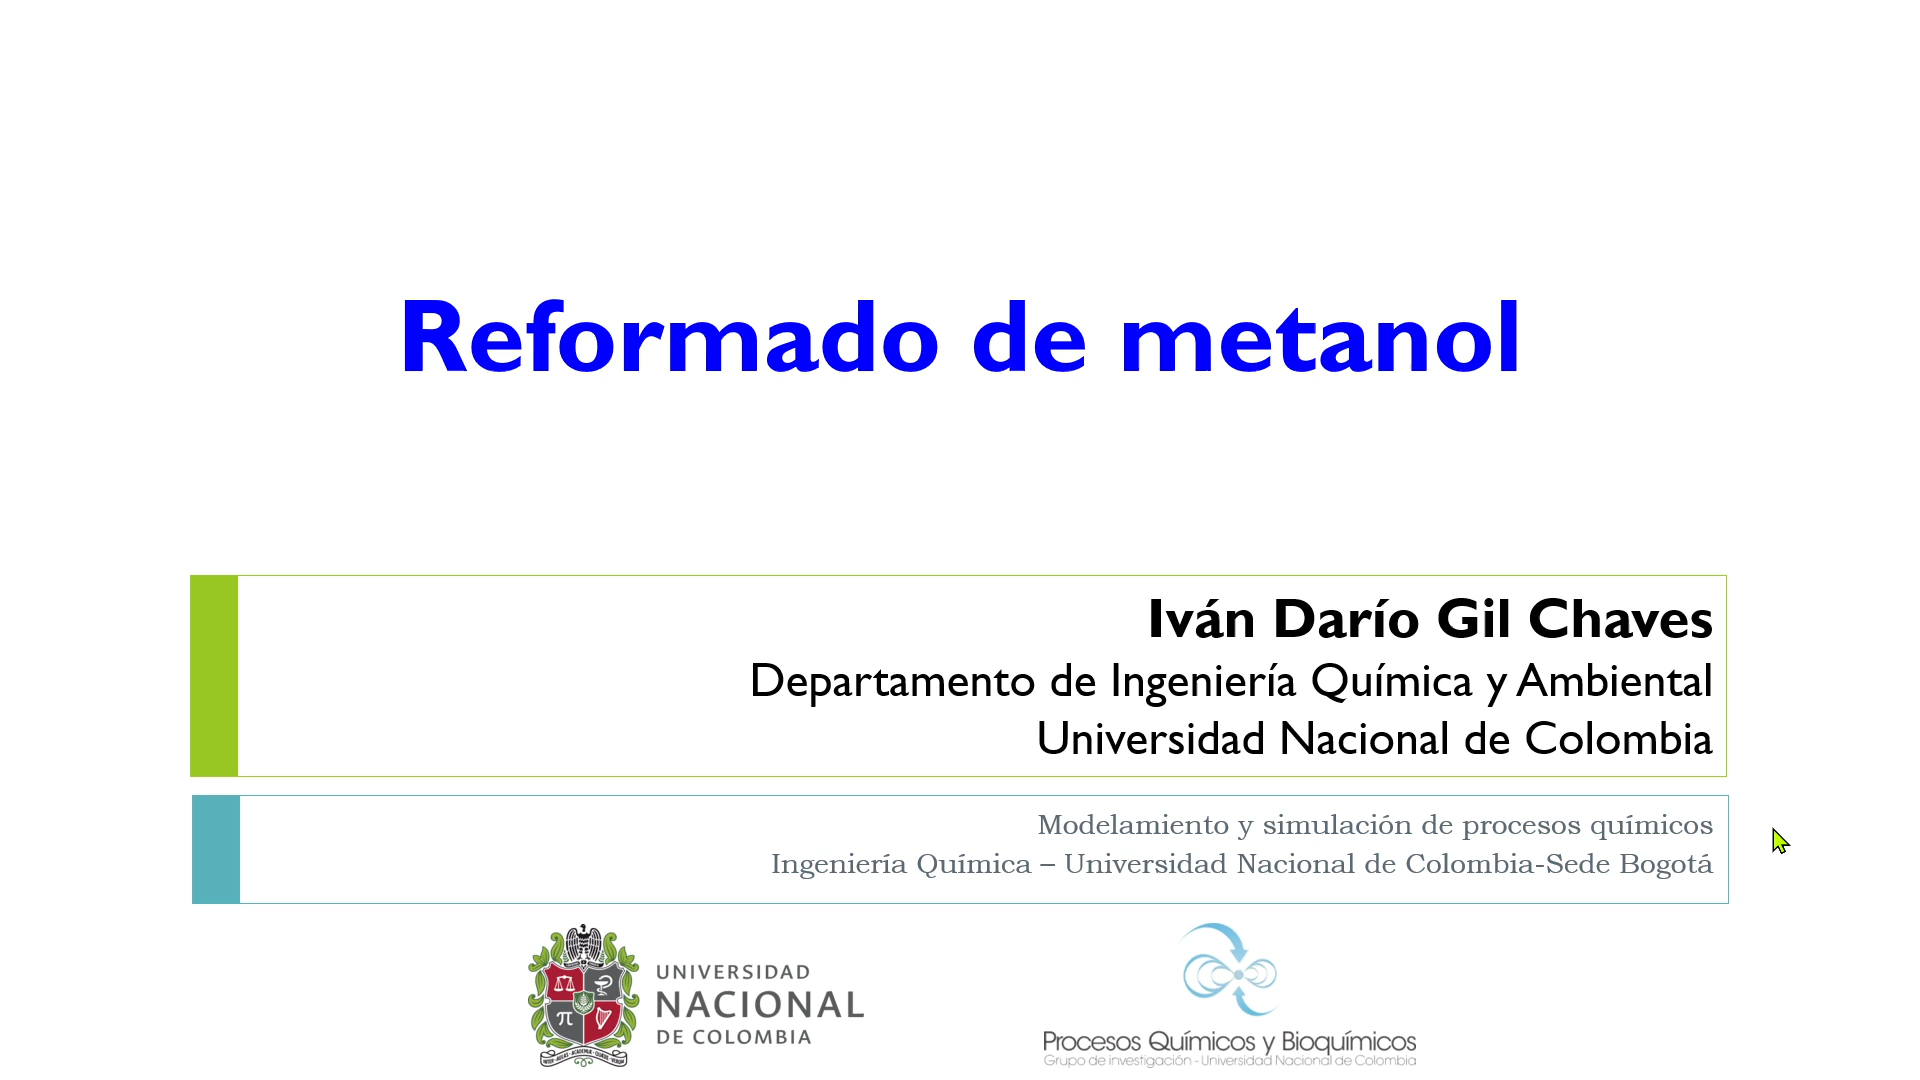 Reformado de metanol
Iván Darío Gil Chaves
Departamento de Ingeniería Química y Ambiental
Universidad Nacional de Colombia
Modelamiento y simulación de procesos químicos
Ingeniería Química – Universidad Nacional de Colombia-Sede Bogotá
UNIVERSIDAD
NACIONAL
DE COLOMBIA
Procesos Químicos y Bioquímicos
Grupo de investigación - Universidad Nacional de Colombia